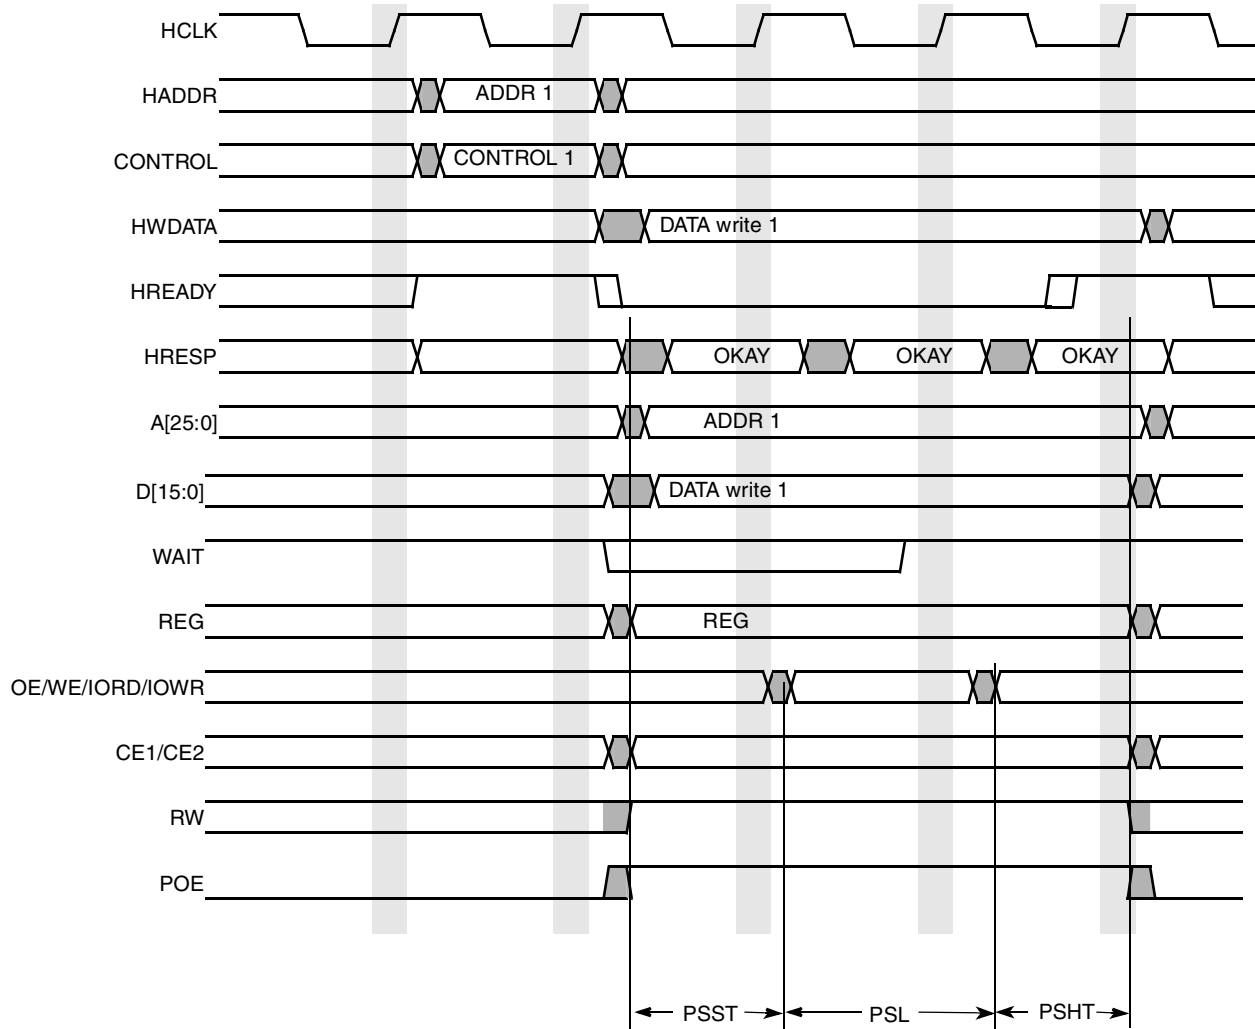 HCLK
HADDR
ADDR 1
CONTROL
CONTROL 1
HWDATA
DATA write 1
HREADY
HRESP
OKAY
OKAY
OKAY
A[25:0]
ADDR 1
D[15:0]
DATA write 1
WAIT
REG
REG
OE/WE/IORD/IOWR
CE1/CE2
RW
POE
PSST
PSL
PSHT